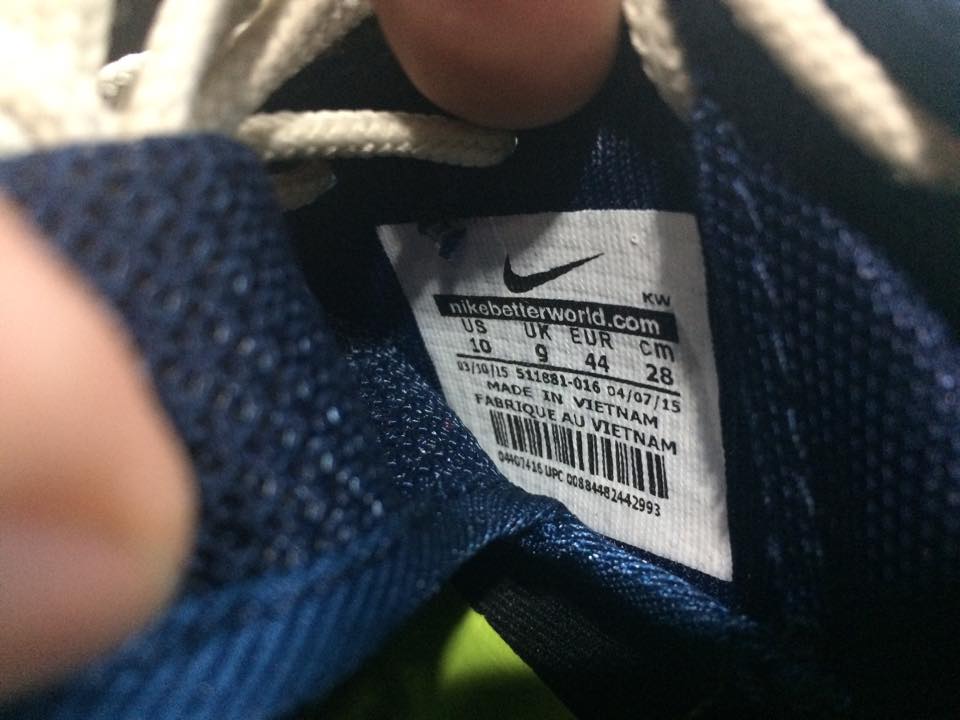 KW
nikebetterworld.com
US UK EUR cm
10 9 44 28
03/10/15 511881-016 04/07/15
MADE IN VIETNAM
FABRIQUE AU VIETNAM
04407416 UPC 00884482442993